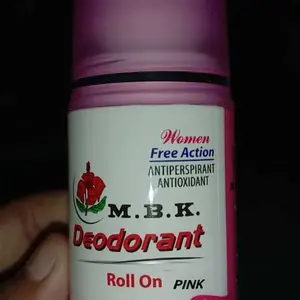 Women
Free Action
ANTIPERSPIRANT
ANTIOXIDANT
M.B.K.
Deodorant
Roll On PINK